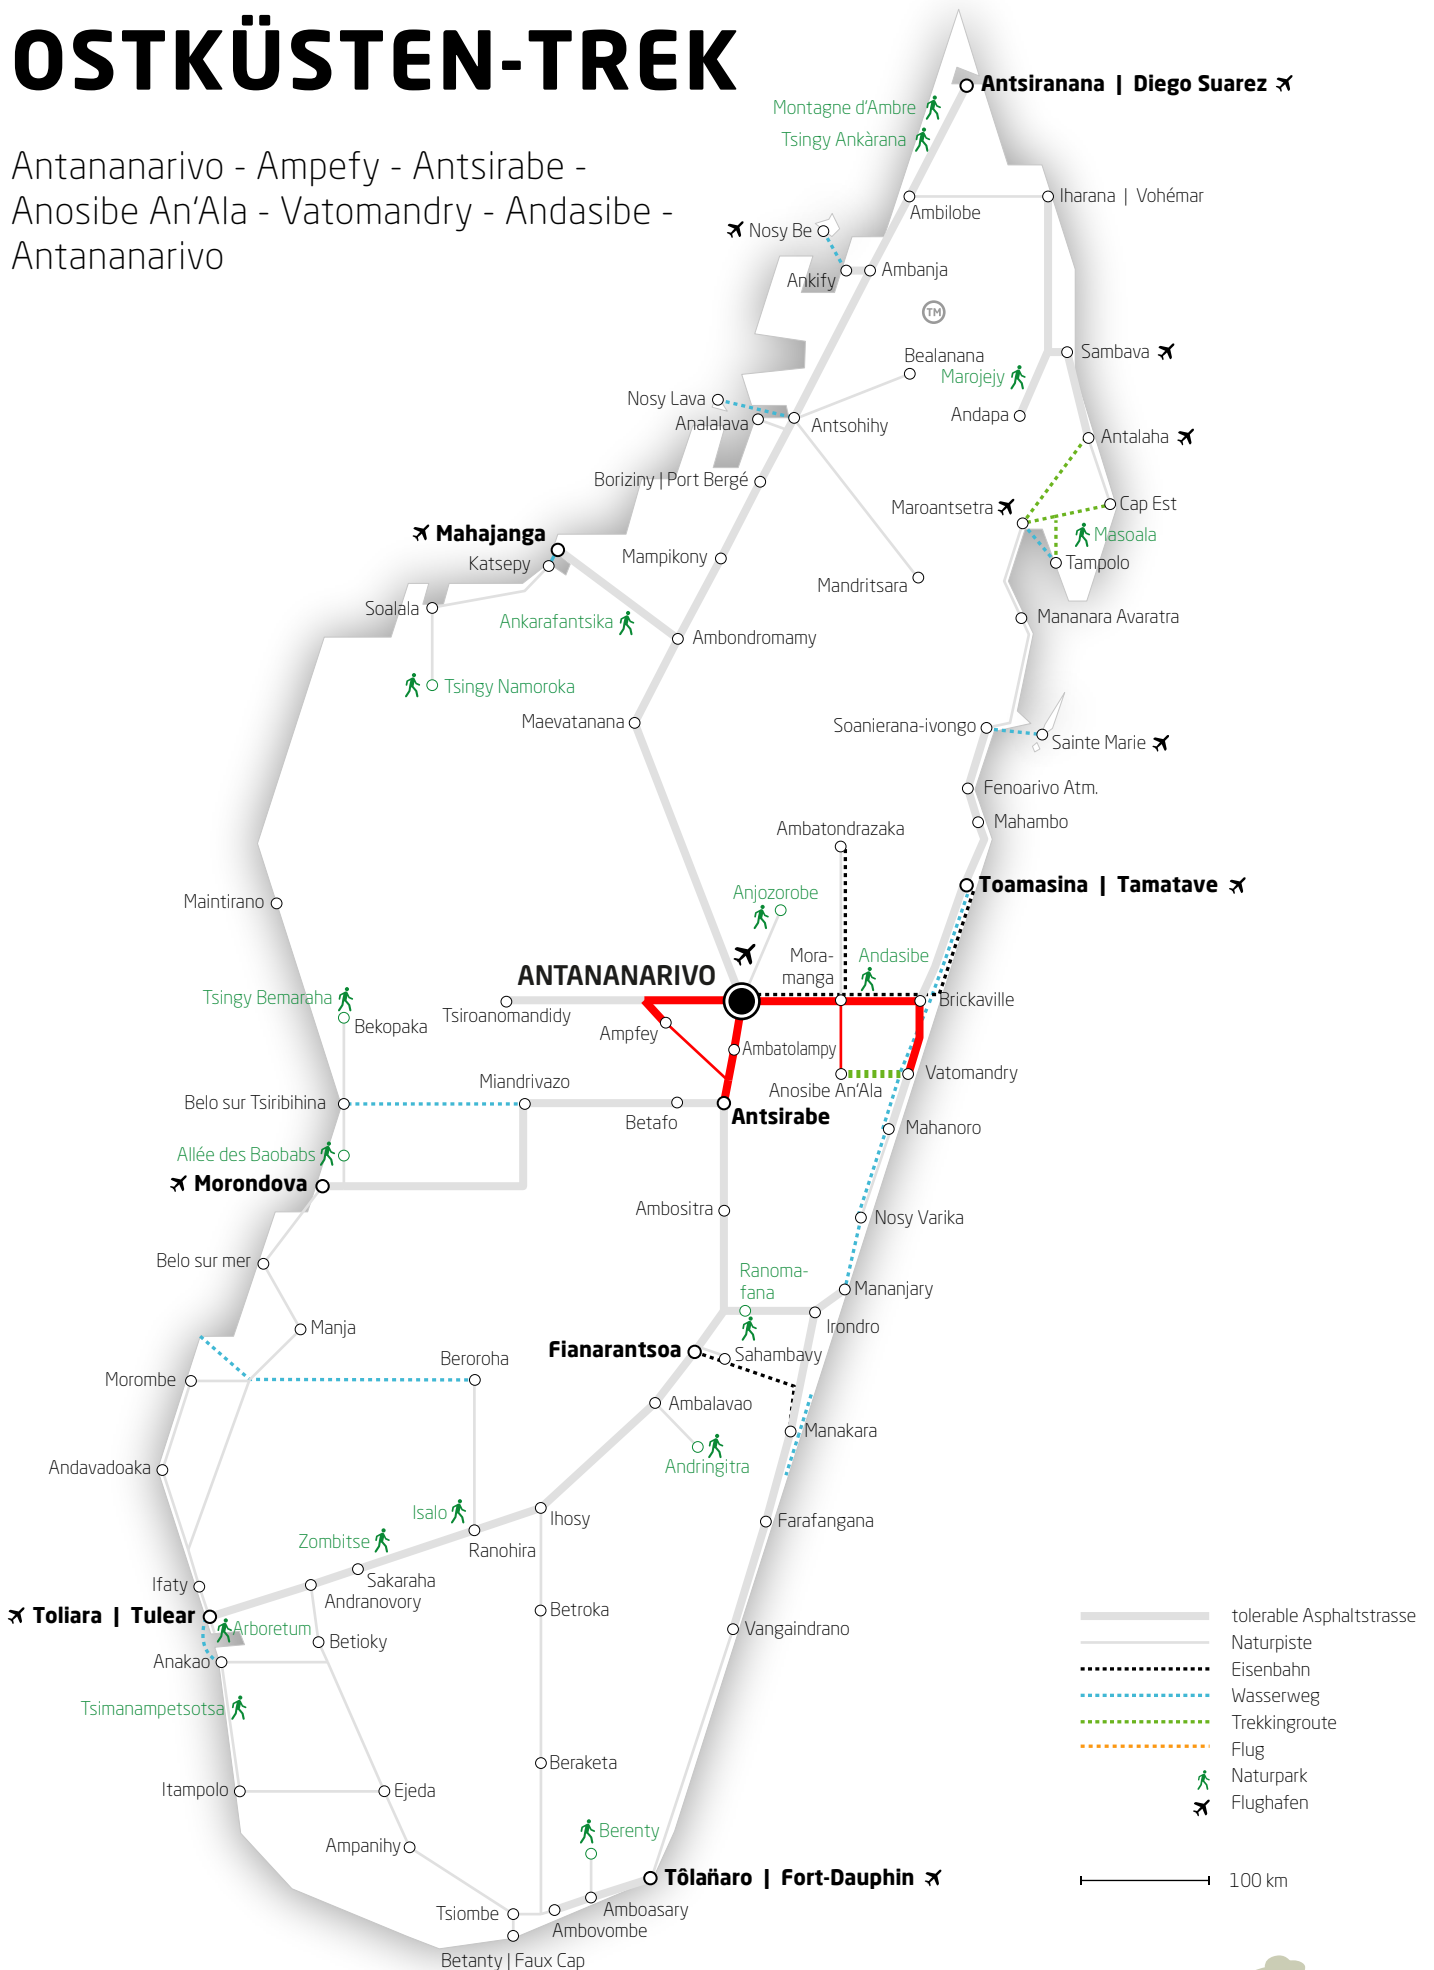 OSTKÜSTEN-TREK
Antananarivo - Ampefy - Antsirabe -
Anosibe An'Ala - Vatomandry - Andasibe -
Antananarivo
Antsiranana | Diego Suarez
Montagne d'Ambre
Tsingy Ankàrana
Ambilobe
Iharana | Vohémar
Nosy Be
Ankify
Ambanja
TM
Bealanana
Marojejy
Sambava
Nosy Lava
Analalava
Antsohihy
Andapa
Antalaha
Boriziny | Port Bergé
Maroantsetra
Cap Est
Masoala
Mahajanga
Katsepy
Mampikony
Mandritsara
Tampolo
Soalala
Ankarafantsika
Ambondromamy
Mananara Avaratra
Tsingy Namoroka
Maevatanana
Soanierana-ivongo
Sainte Marie
Fenoarivo Atm.
Mahambo
Ambatondrazaka
Toamasina | Tamatave
Anjozorobe
Maintirano
Mora-
manga
Andasibe
ANTANANARIVO
Tsingy Bemaraha
Bekopaka
Tsiroanomandidy
Brickaville
Ampfey
Ambatolampy
Miandrivazo
Anosibe An'Ala
Vatomandry
Belo sur Tsiribihina
Betafo
Antsirabe
Mahanoro
Allée des Baobabs
Morondova
Ambositra
Nosy Varika
Belo sur mer
Ranoma-
fana
Mananjary
Irondro
Manja
Fianarantsoa
Sahambavy
Beroroha
Morombe
Ambalavao
Manakara
Andringitra
Andavadoaka
Isalo
Ihosy
Farafangana
Zombitse
Ranohira
Sakaraha
Ifaty
Andranovory
Toliara | Tulear
Arboretum
Betroka
Vangaindrano
Betioky
Anakao
Tsimanampetsotsa
Beraketa
Itampolo
Ejeda
Ampanihy
Berenty
Tôlan̈aro | Fort-Dauphin
Tsiombe
Amboasary
Ambovombe
Betanty | Faux Cap
tolerable Asphaltstrasse
Naturpiste
Eisenbahn
Wasserweg
Trekkingroute
Flug
Naturpark
Flughafen
100 km